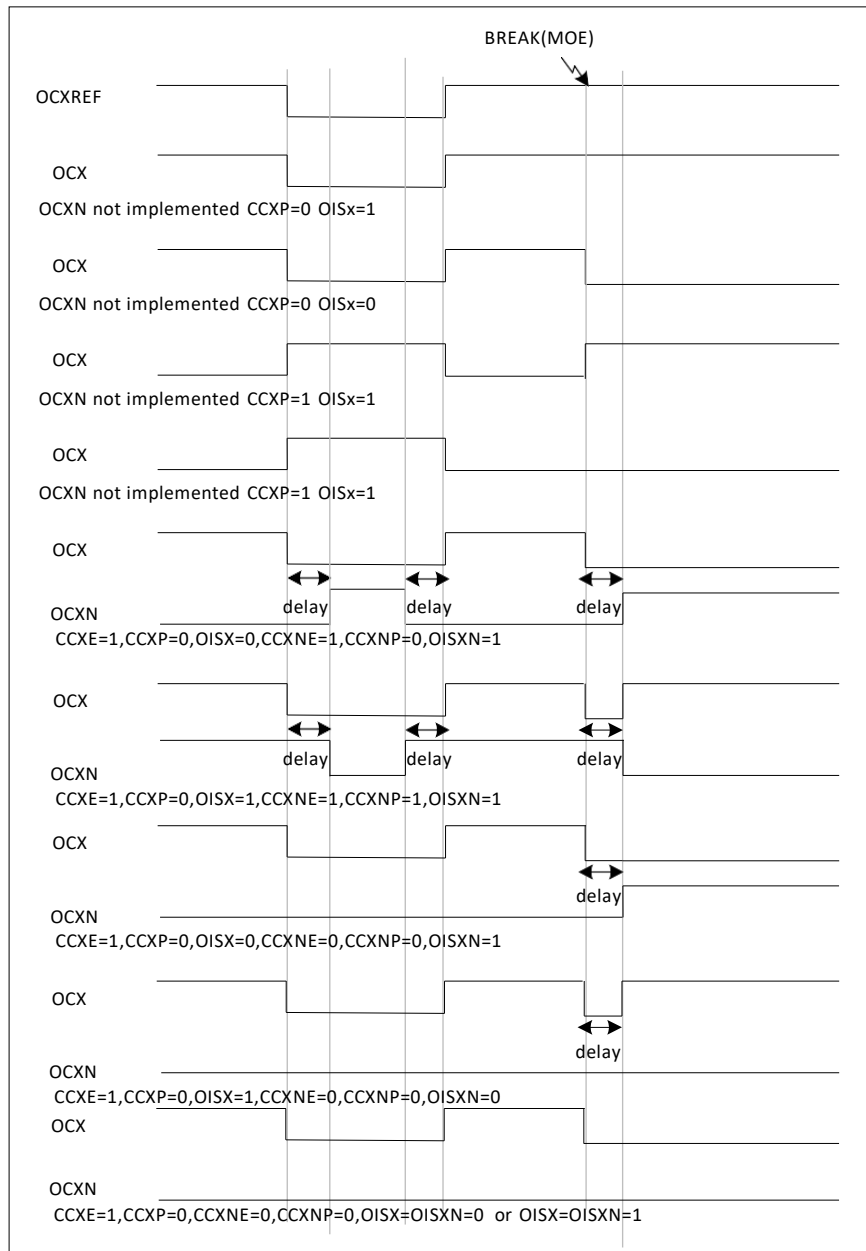 BREAK(MOE)
OCXREF
OCX
OCXN not implemented CCXP=0 OISx=1
OCX
OCXN not implemented CCXP=0 OISx=0
OCX
OCXN not implemented CCXP=1 OISx=1
OCX
OCXN not implemented CCXP=1 OISx=1
OCX
delay delay delay
OCXN
CCXE=1,CCXP=0,OISX=0,CCXNE=1,CCXNP=0,OISXN=1
OCX
delay delay delay
OCXN
CCXE=1,CCXP=0,OISX=1,CCXNE=1,CCXNP=1,OISXN=1
OCX
delay
OCXN
CCXE=1,CCXP=0,OISX=0,CCXNE=0,CCXNP=0,OISXN=1
OCX
delay
OCXN
CCXE=1,CCXP=0,OISX=1,CCXNE=0,CCXNP=0,OISXN=0
OCX
OCXN
CCXE=1,CCXP=0,CCXNE=0,CCXNP=0,OISX=OISXN=0 or OISX=OISXN=1